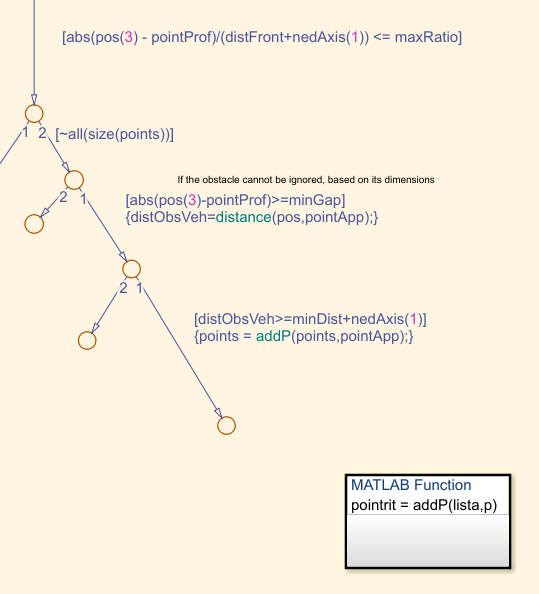 [abs(pos(3) - pointProf)/(distFront+nedAxis(1)) <= maxRatio]
1 2 [~all(size(points))]
If the obstacle cannot be ignored, based on its dimensions
2 1 [abs(pos(3)-pointProf)>=minGap]
{distObsVeh=distance(pos,pointApp);}
2 1
[distObsVeh>=minDist+nedAxis(1)]
{points = addP(points,pointApp);}
MATLAB Function
pointrit = addP(lista,p)